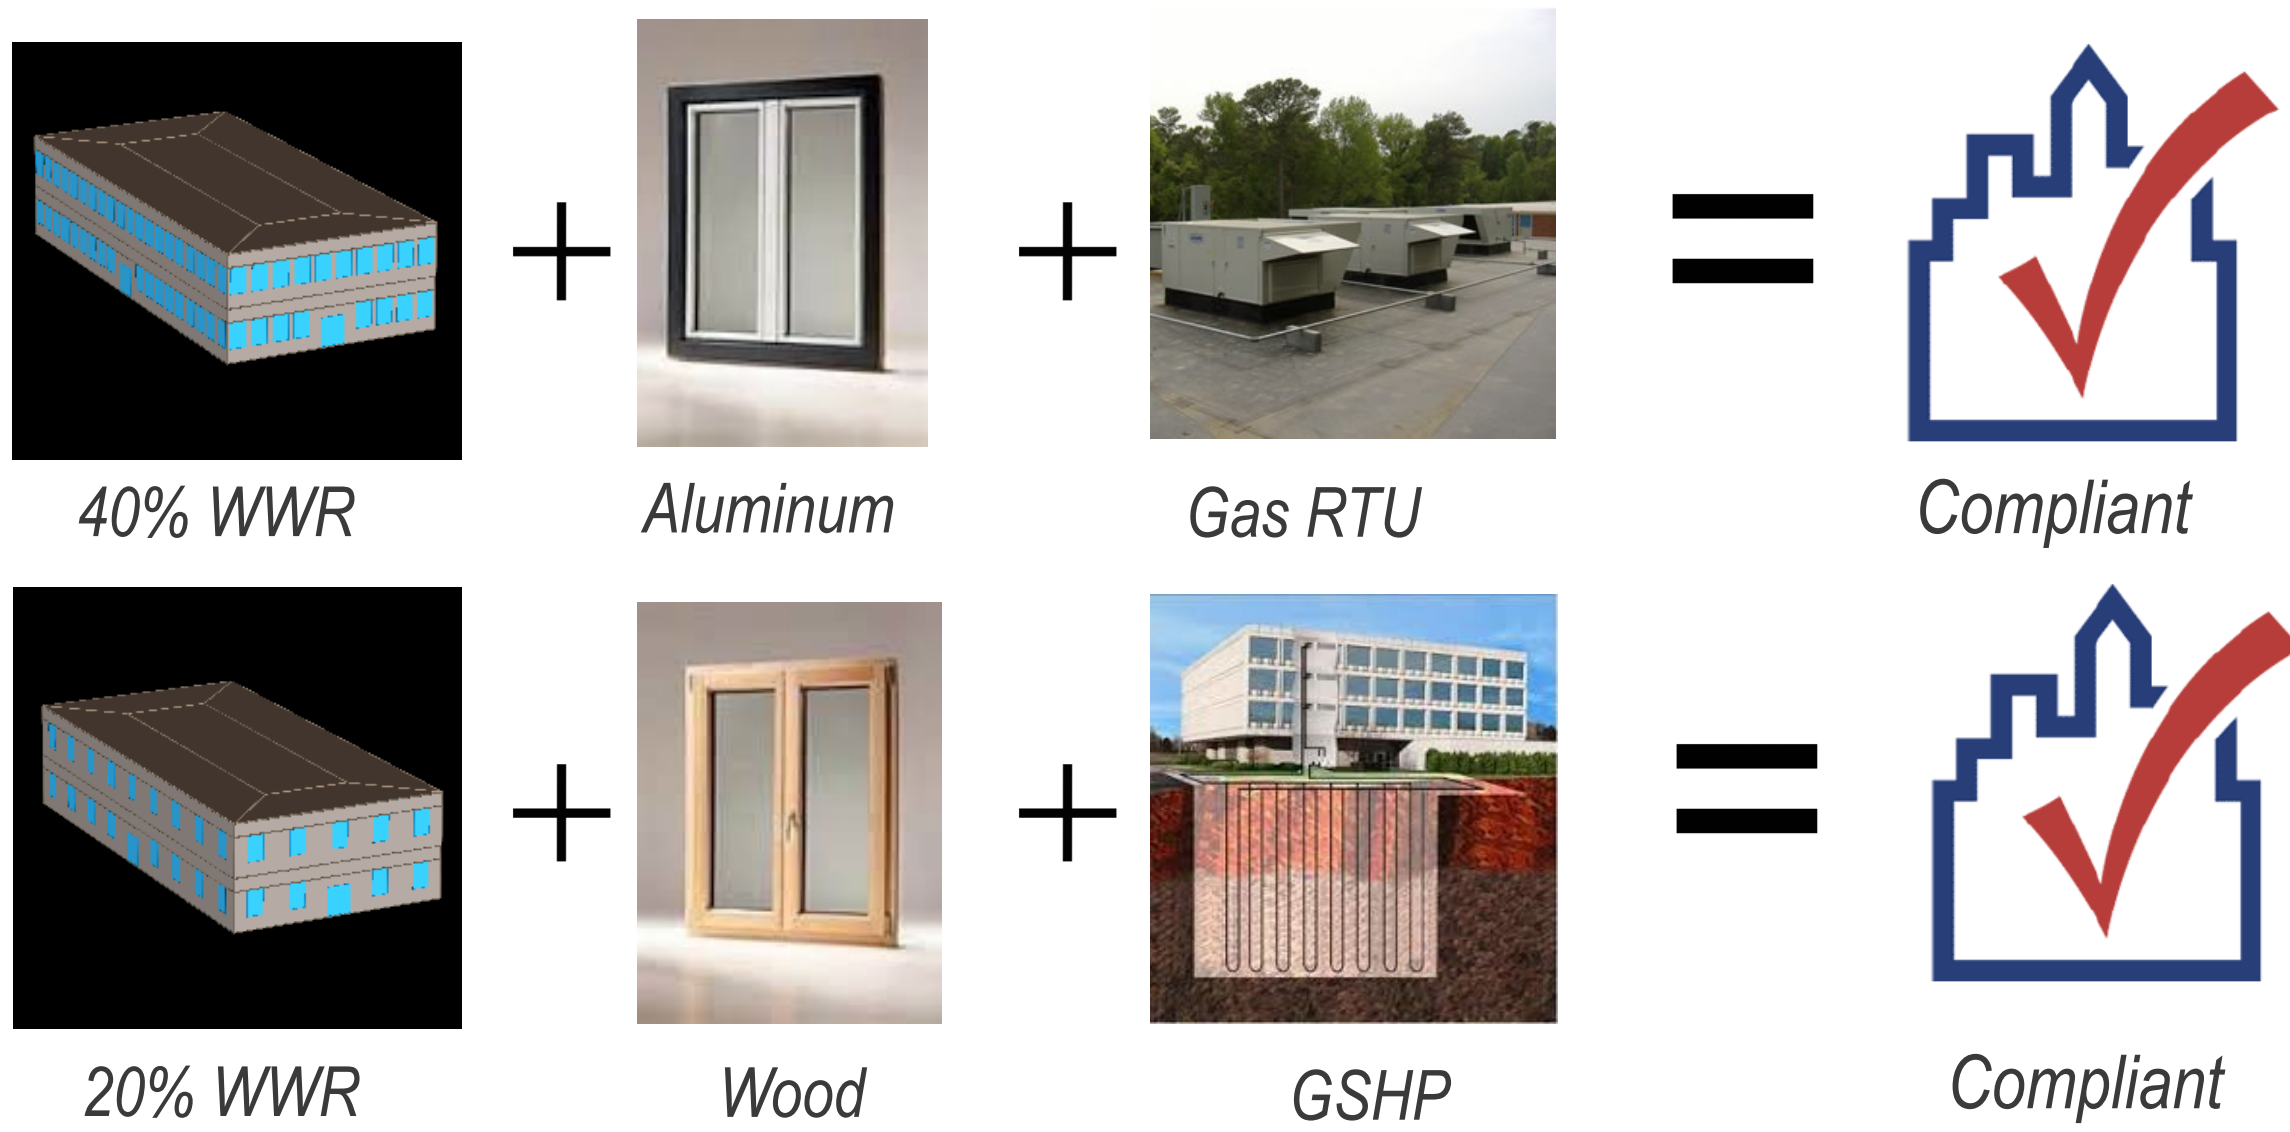 40% WWR
Aluminum
Gas RTU
Compliant
20% WWR
Wood
GSHP
Compliant